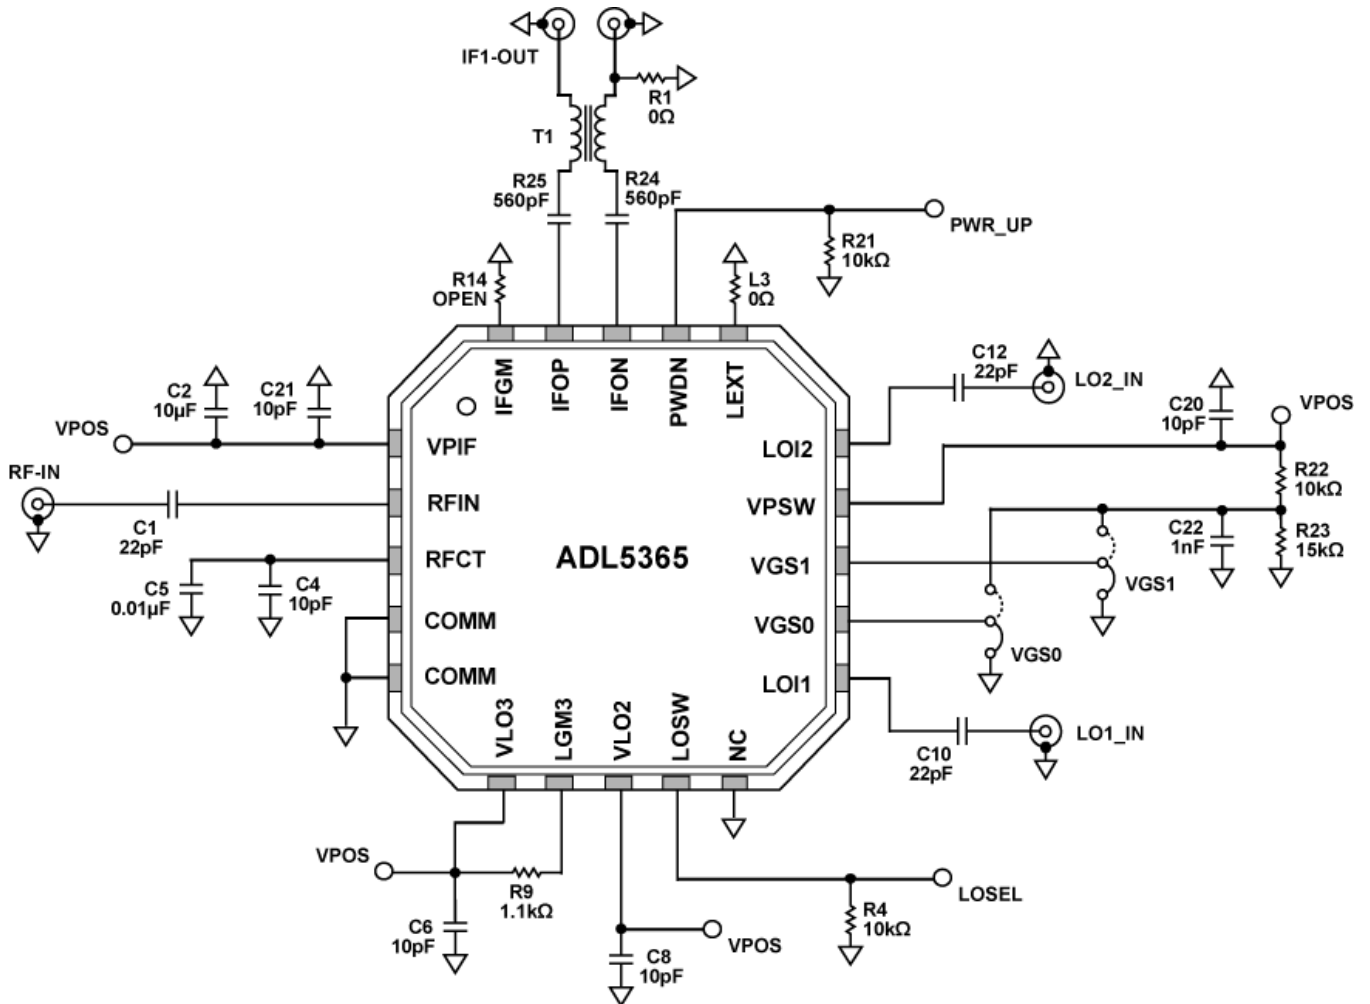 IF1-OUT
R1
0Ω
T1
R25
560pF
R24
560pF
PWR_UP
R21
10kΩ
R14
OPEN
L3
0Ω
C2
10µF
C21
10pF
C12
22pF
LO2_IN
C20
10pF
VPOS
VPOS
IFGM
IFOP
IFON
PWDN
LEXT
VPIF
LOI2
RF-IN
R22
10kΩ
RFIN
VPSW
C1
22pF
C22
1nF
R23
15kΩ
RFCT
ADL5365
VGS1
VGS1
C5
0.01µF
C4
10pF
COMM
VGS0
VGS0
COMM
LOI1
VLO3
LGM3
VLO2
LOSW
NC
C10
22pF
LO1_IN
VPOS
R9
1.1kΩ
LOSEL
C6
10pF
R4
10kΩ
VPOS
C8
10pF